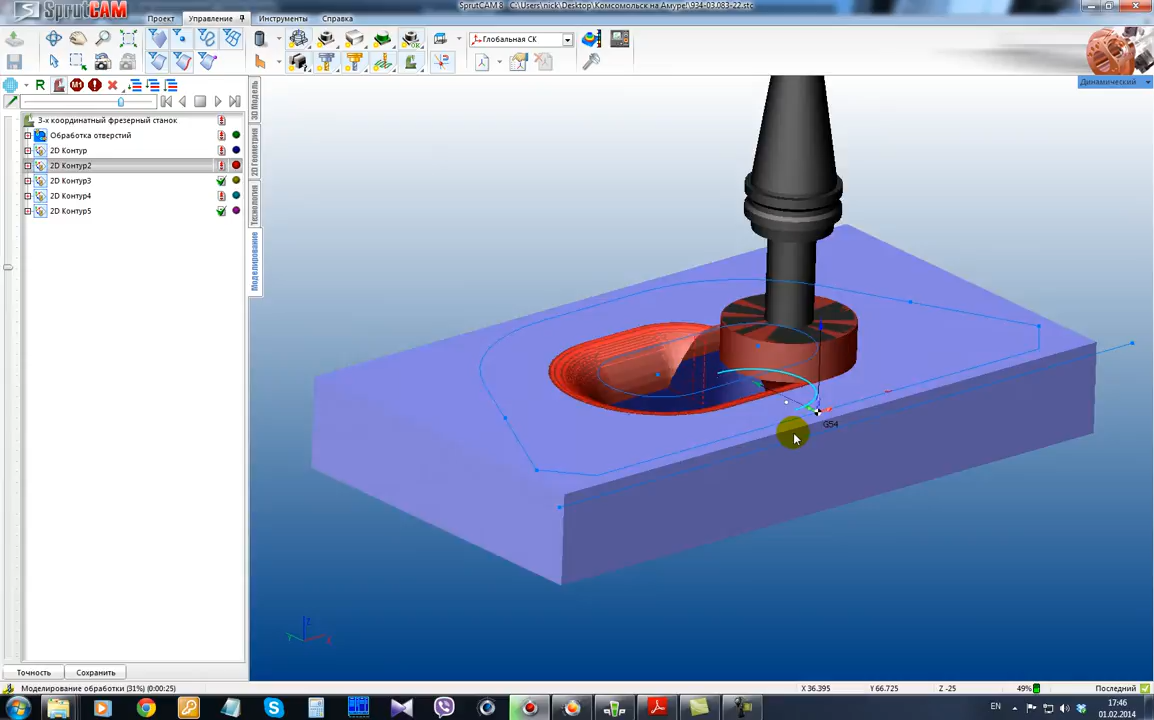 SprutCAM 8 C:\Users\nick\Desktop\Комсомольск на Амуре\934-03.083-22.stc
SprutCAM
Проект
Управление
Инструменты
Справка
Глобальная СК
Динамический
R
M1
3-х координатный фрезерный станок
Обработка отверстий
2D Контур
2D Контур2
2D Контур3
2D Контур4
2D Контур5
3D Модель
2D Геометрия
Технология
Моделирование
G54
Z
Y
X
Точность
Сохранить
Моделирование обработки (31%) (0:00:25)
X 36.395
Y 66.725
Z -25
49%
Последний
EN
17:46
01.02.2014